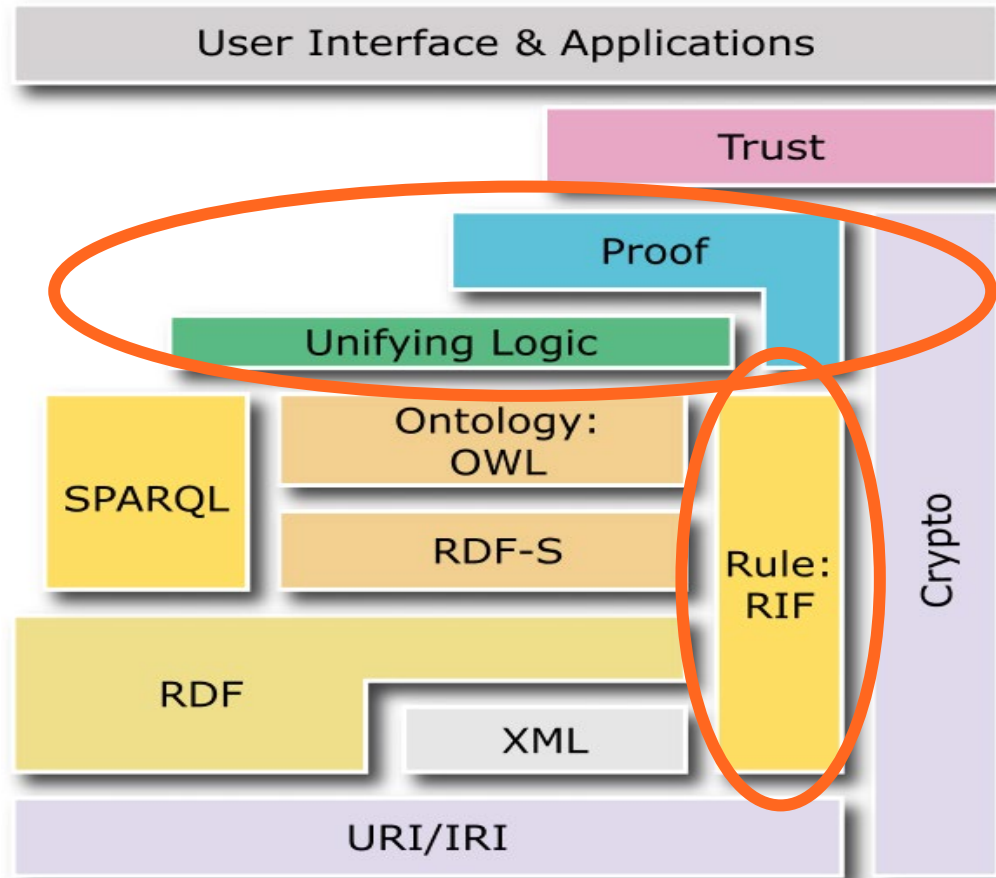 User Interface & Applications
Trust
Proof
Unifying Logic
Ontology:
OWL
SPARQL
RDF-S
Rule:
RIF
Crypto
RDF
XML
URI/IRI